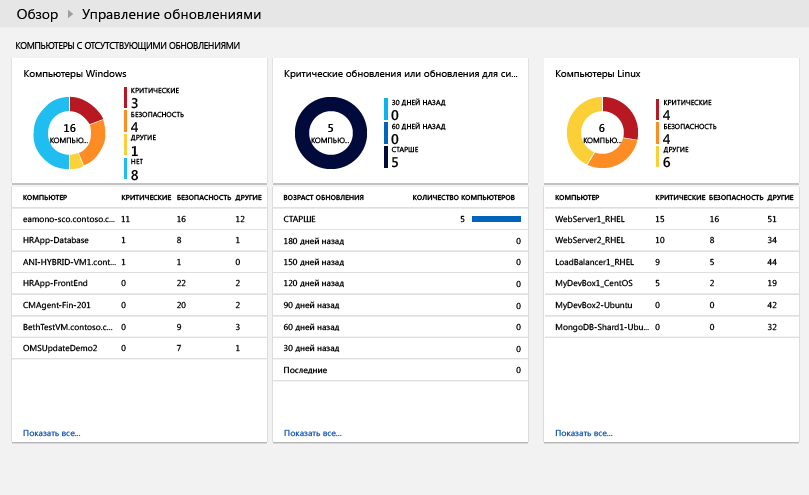 Обзор Управление обновлениями
КОМПЬЮТЕРЫ С ОТСУТСТВУЮЩИМИ ОБНОВЛЕНИЯМИ
Компьютеры Windows
16
КОМПЬЮ...
КРИТИЧЕСКИЕ
3
БЕЗОПАСНОСТЬ
4
ДРУГИЕ
1
НЕТ
8
КОМПЬЮТЕР КРИТИЧЕСКИЕ БЕЗОПАСНОСТЬ ДРУГИЕ
eamono-sco.contoso.c... 11 16 12
HRApp-Database 1 8 1
ANI-HYBRID-VM1.cont... 1 1 0
HRApp-FrontEnd 0 22 2
CMAgent-Fin-201 0 20 2
BethTestVM.contoso.c... 0 9 3
OMSUpdateDemo2 0 7 1
Показать все...
Критические обновления или обновления для си...
5
КОМПЬЮ...
30 ДНЕЙ НАЗАД
0
60 ДНЕЙ НАЗАД
0
СТАРШЕ
5
ВОЗРАСТ ОБНОВЛЕНИЯ КОЛИЧЕСТВО КОМПЬЮТЕРОВ
СТАРШЕ 5
180 дней назад 0
150 дней назад 0
120 дней назад 0
90 дней назад 0
60 дней назад 0
30 дней назад 0
Последние 0
Показать все...
Компьютеры Linux
6
КОМПЬЮ...
КРИТИЧЕСКИЕ
4
БЕЗОПАСНОСТЬ
4
ДРУГИЕ
6
КОМПЬЮТЕР КРИТИЧЕСКИЕ БЕЗОПАСНОСТЬ ДРУГИЕ
WebServer1_RHEL 15 16 51
WebServer2_RHEL 10 8 34
LoadBalancer1_RHEL 9 5 44
MyDevBox1_CentOS 5 2 19
MyDevBox2-Ubuntu 0 0 42
MongoDB-Shard1-Ubu... 0 0 32
Показать все...